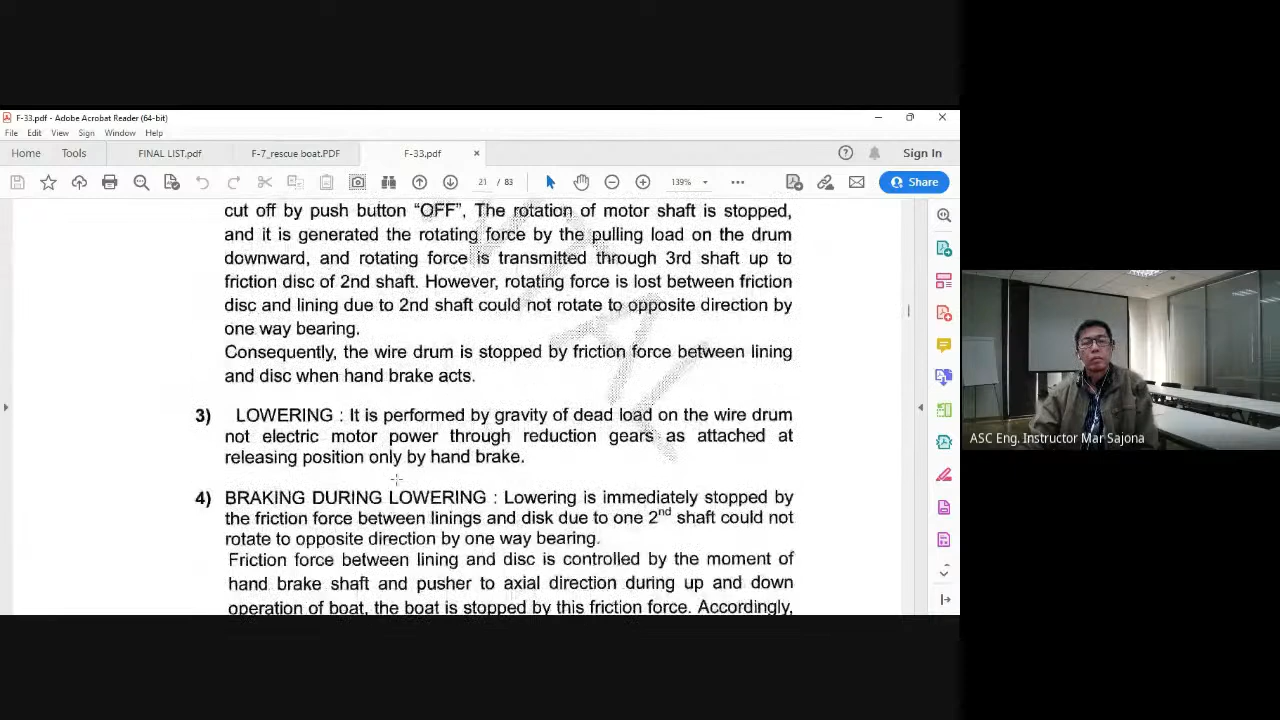 F-33.pdf - Adobe Acrobat Reader (64-bit)
File Edit View Sign Window Help
Home Tools FINAL LIST.pdf F-7_rescue boat.PDF F-33.pdf × Sign In
21 / 83 139% Share
cut off by push button “OFF”, The rotation of motor shaft is stopped,
and it is generated the rotating force by the pulling load on the drum
downward, and rotating force is transmitted through 3rd shaft up to
friction disc of 2nd shaft. However, rotating force is lost between friction
disc and lining due to 2nd shaft could not rotate to opposite direction by
one way bearing.
Consequently, the wire drum is stopped by friction force between lining
and disc when hand brake acts.
3) LOWERING : It is performed by gravity of dead load on the wire drum
not electric motor power through reduction gears as attached at
releasing position only by hand brake.
4) BRAKING DURING LOWERING : Lowering is immediately stopped by
the friction force between linings and disk due to one 2nd shaft could not
rotate to opposite direction by one way bearing.
Friction force between lining and disc is controlled by the moment of
hand brake shaft and pusher to axial direction during up and down
operation of boat, the boat is stopped by this friction force. Accordingly,
ASC Eng. Instructor Mar Sajona